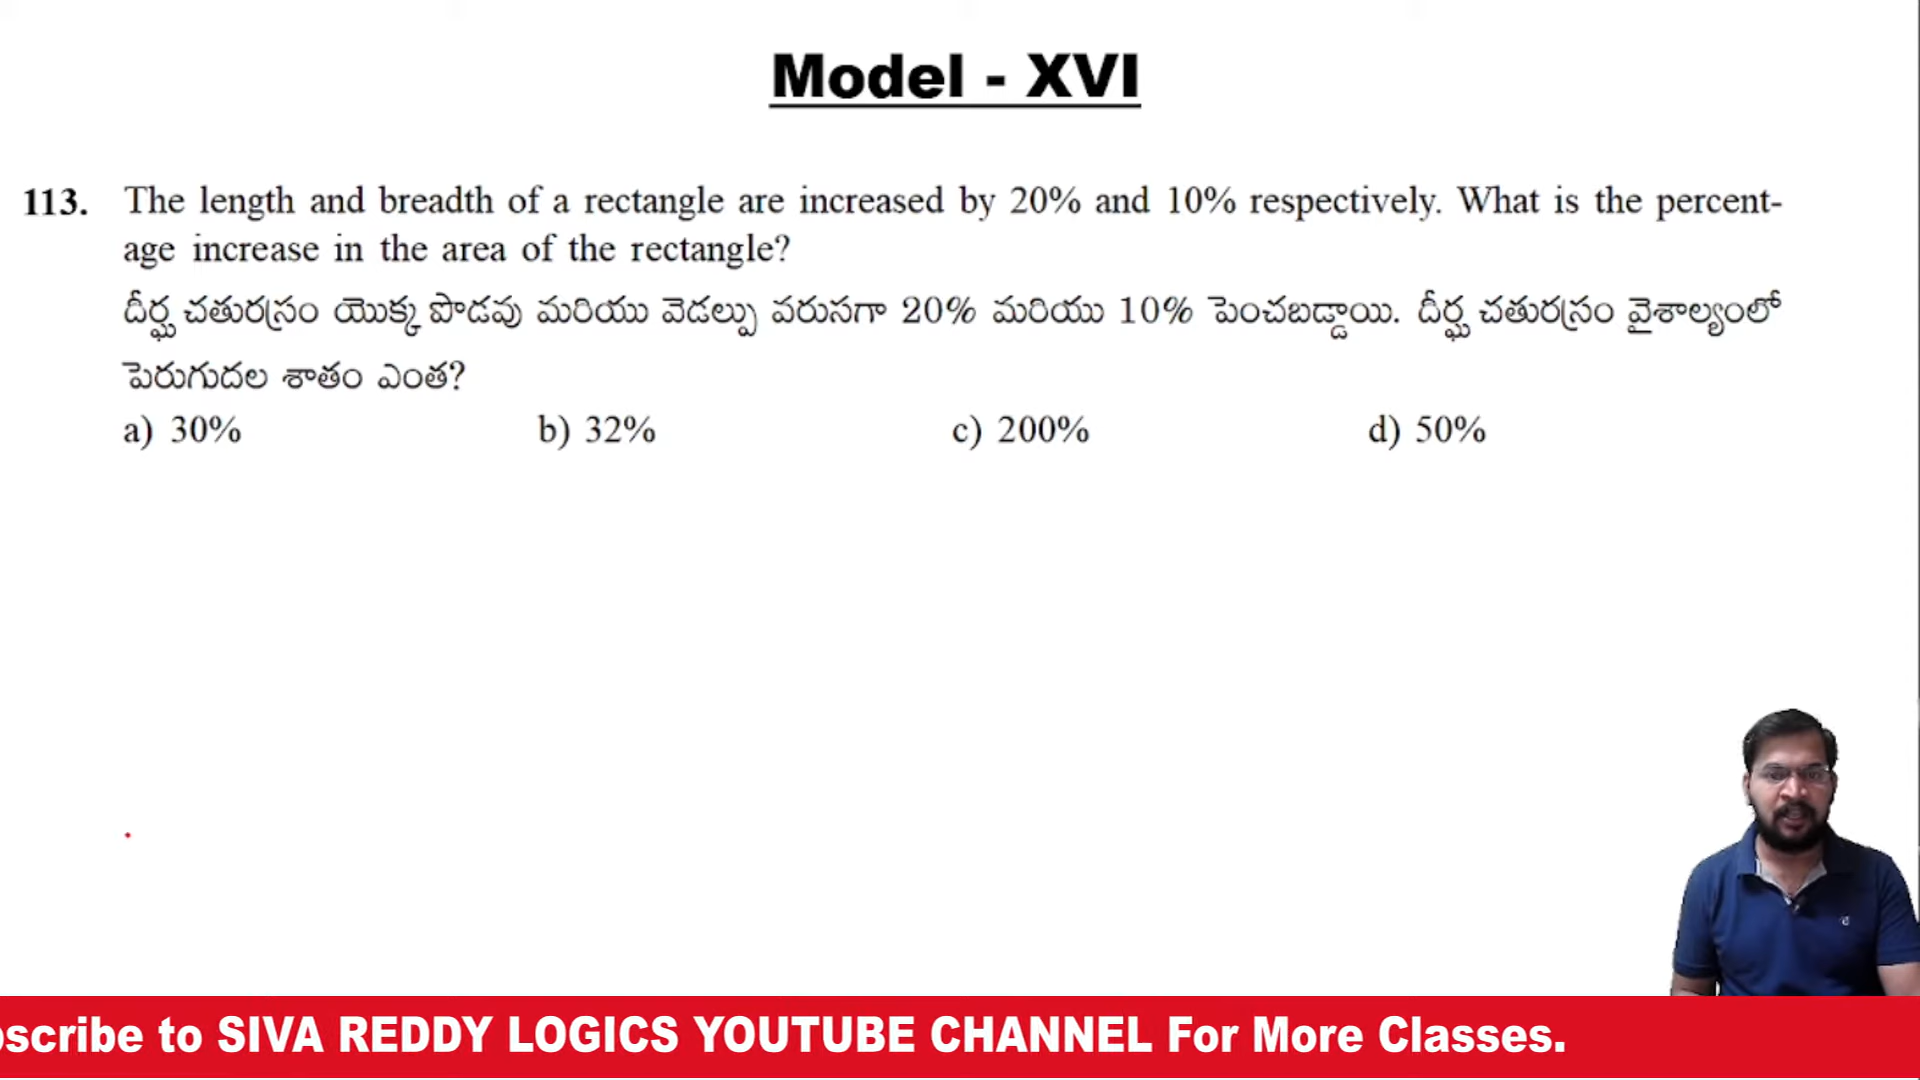 Model - XVI
113. The length and breadth of a rectangle are increased by 20% and 10% respectively. What is the percent-
age increase in the area of the rectangle?
దీర్ఘ చతురస్రం యొక్క పొడవు మరియు వెడల్పు వరుసగా 20% మరియు 10% పెంచబడ్డాయి. దీర్ఘ చతురస్రం వైశాల్యంలో
పెరుగుదల శాతం ఎంత?
a) 30% b) 32% c) 200% d) 50%
bscribe to SIVA REDDY LOGICS YOUTUBE CHANNEL For More Classes.